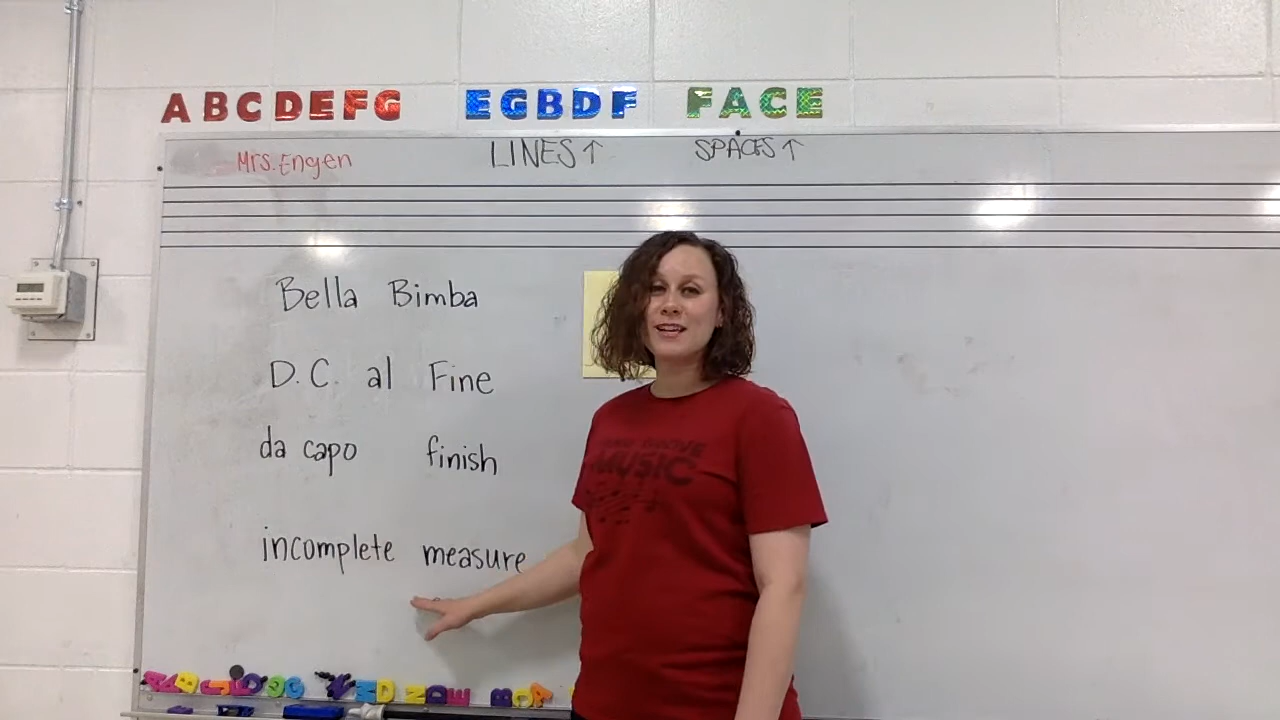 ABCDEFG EGBDF FACE
Mrs. Engen LINES↑ SPACES↑
Bella Bimba
D.C. al Fine
da capo finish
incomplete measure
MUSIC